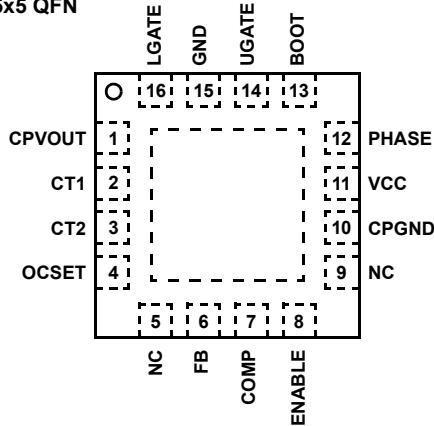 5x5 QFN
LGATE
GND
UGATE
BOOT
16 15 14 13
CPVOUT 1 12 PHASE
CT1 2 11 VCC
CT2 3 10 CPGND
OCSET 4 9 NC
5 6 7 8
NC
FB
COMP
ENABLE